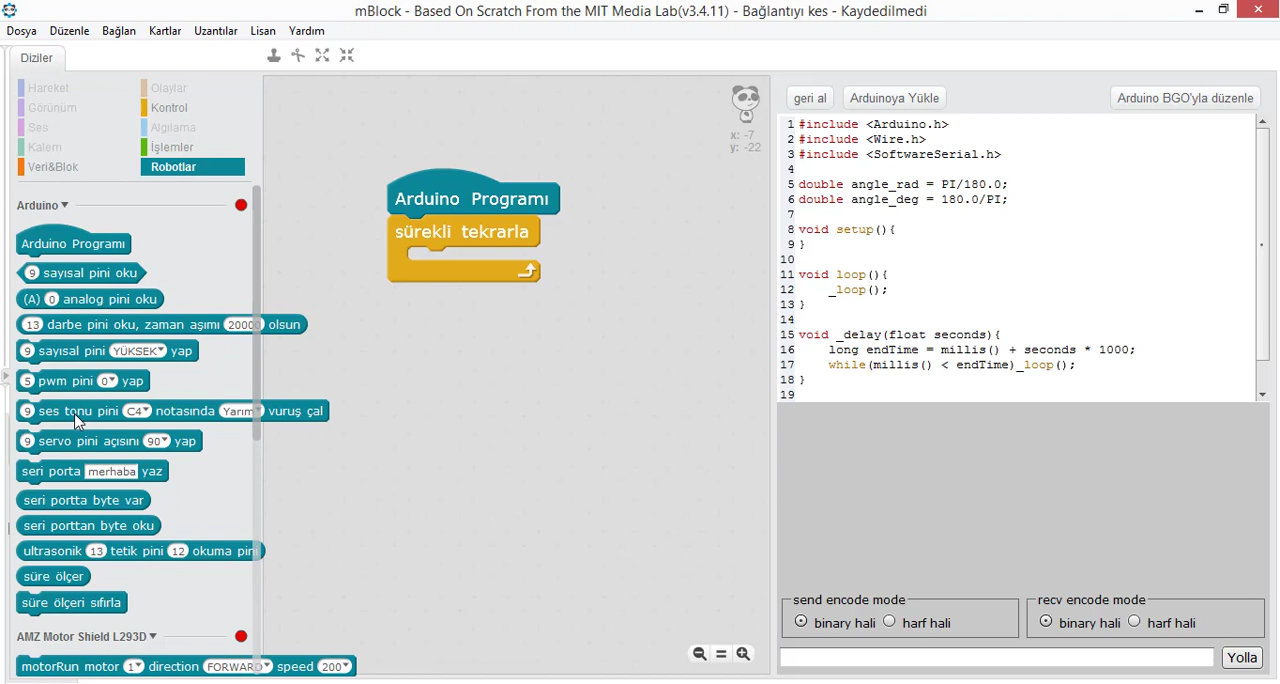 mBlock - Based On Scratch From the MIT Media Lab(v3.4.11) - Bağlantıyı kes - Kaydedilmedi
Dosya Düzenle Bağlan Kartlar Uzantılar Lisan Yardım
Diziler
Hareket Olaylar
Görünüm Kontrol
Ses Algılama
Kalem İşlemler
Veri&Blok Robotlar
Arduino
Arduino Programı
9 sayısal pini oku
(A) 0 analog pini oku
13 darbe pini oku, zaman aşımı 20000 olsun
9 sayısal pini YÜKSEK yap
5 pwm pini 0 yap
9 ses tonu pini C4 notasında Yarım vuruş çal
9 servo pini açısını 90 yap
seri porta merhaba yaz
seri portta byte var
seri porttan byte oku
ultrasonik 13 tetik pini 12 okuma pini
süre ölçer
süre ölçeri sıfırla
AMZ Motor Shield L293D
motorRun motor 1 direction FORWARD speed 200
Arduino Programı
sürekli tekrarla
x: -7
y: -22
geri al Arduinoya Yükle Arduino BGO'yla düzenle
1 #include <Arduino.h>
2 #include <Wire.h>
3 #include <SoftwareSerial.h>
4
5 double angle_rad = PI/180.0;
6 double angle_deg = 180.0/PI;
7
8 void setup(){
9 }
10
11 void loop(){
12 _loop();
13 }
14
15 void _delay(float seconds){
16 long endTime = millis() + seconds * 1000;
17 while(millis() < endTime)_loop();
18 }
19
send encode mode
binary hali harf hali
recv encode mode
binary hali harf hali
Yolla